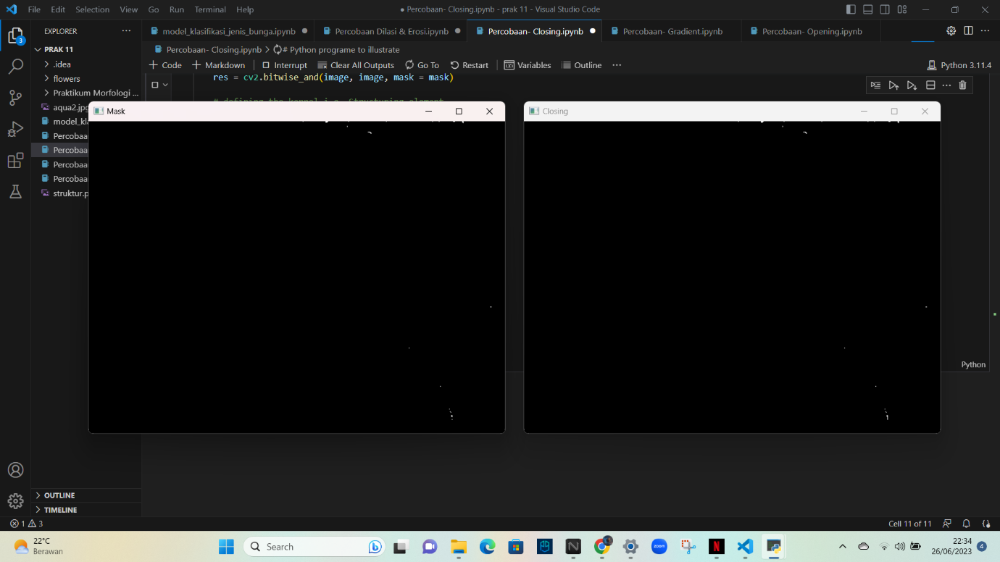 File Edit Selection View Go Run Terminal Help
● Percobaan- Closing.ipynb - prak 11 - Visual Studio Code
EXPLORER
model_klasifikasi_jenis_bunga.ipynb
Percobaan Dilasi & Erosi.ipynb
Percobaan- Closing.ipynb
Percobaan- Gradient.ipynb
Percobaan- Opening.ipynb
3
PRAK 11
Percobaan- Closing.ipynb > # Python programe to illustrate
.idea
Code Markdown Interrupt Clear All Outputs Go To Restart Variables Outline ··· Python 3.11.4
flowers
res = cv2.bitwise_and(image, image, mask = mask)
Praktikum Morfologi ...
aqua2.jpg
Mask
Closing
model_kla
Percobaa
Percobaa
Percobaa
Percobaa
struktur.p
Python
OUTLINE
TIMELINE
1 3
Cell 11 of 11
22°C
Berawan
Search
zoom
22:34
26/06/2023
4